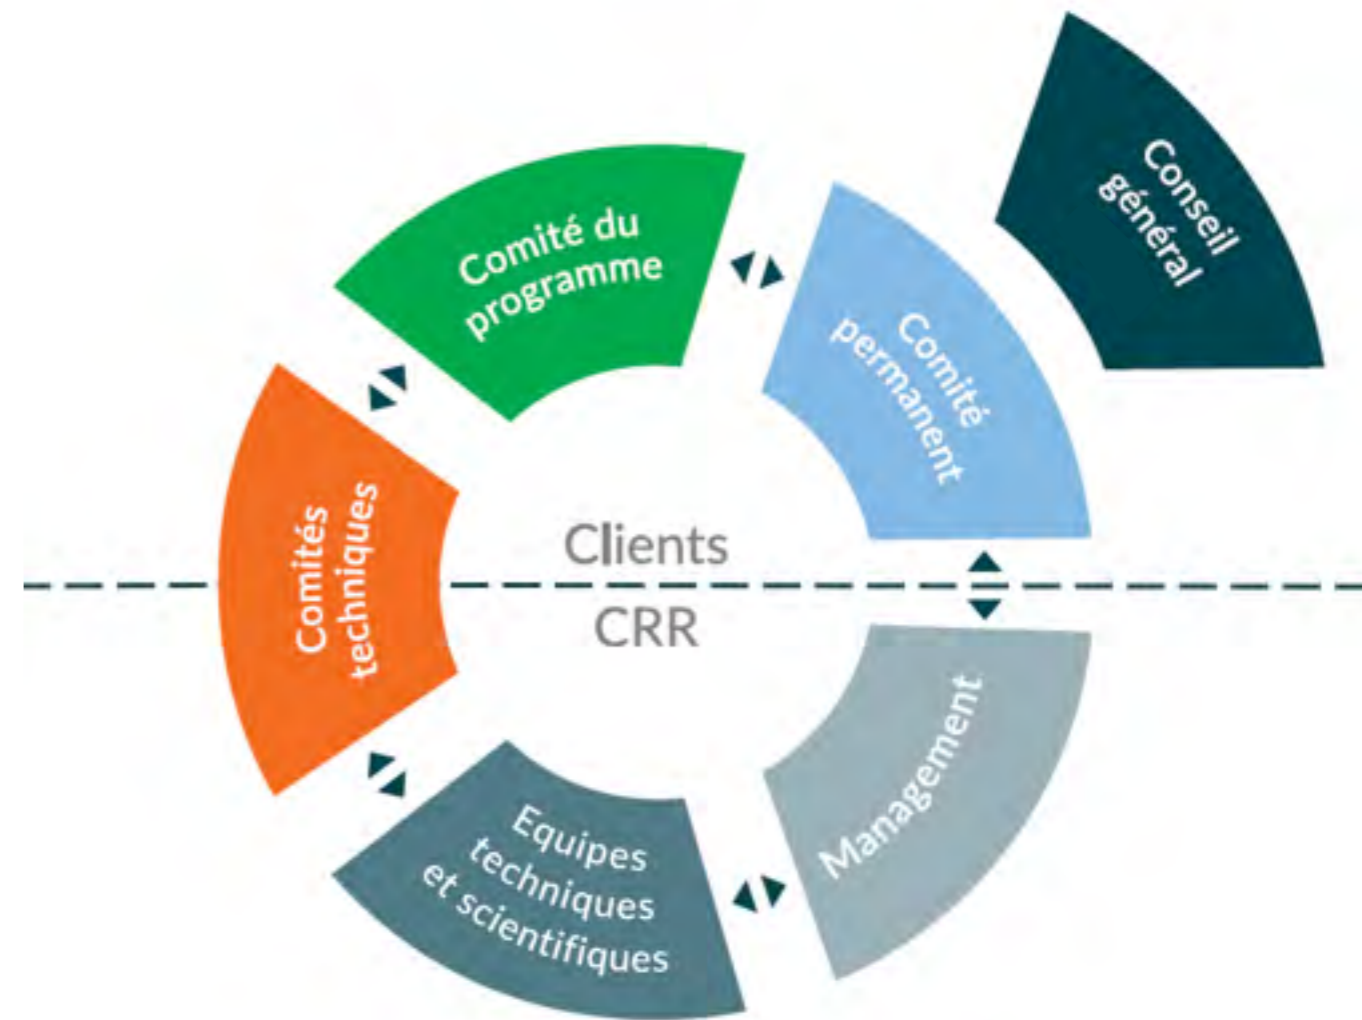 Conseil
général
Comité du
programme
Comité
permanent
Comités
techniques
Clients
CRR
Management
Equipes
techniques
et scientifiques